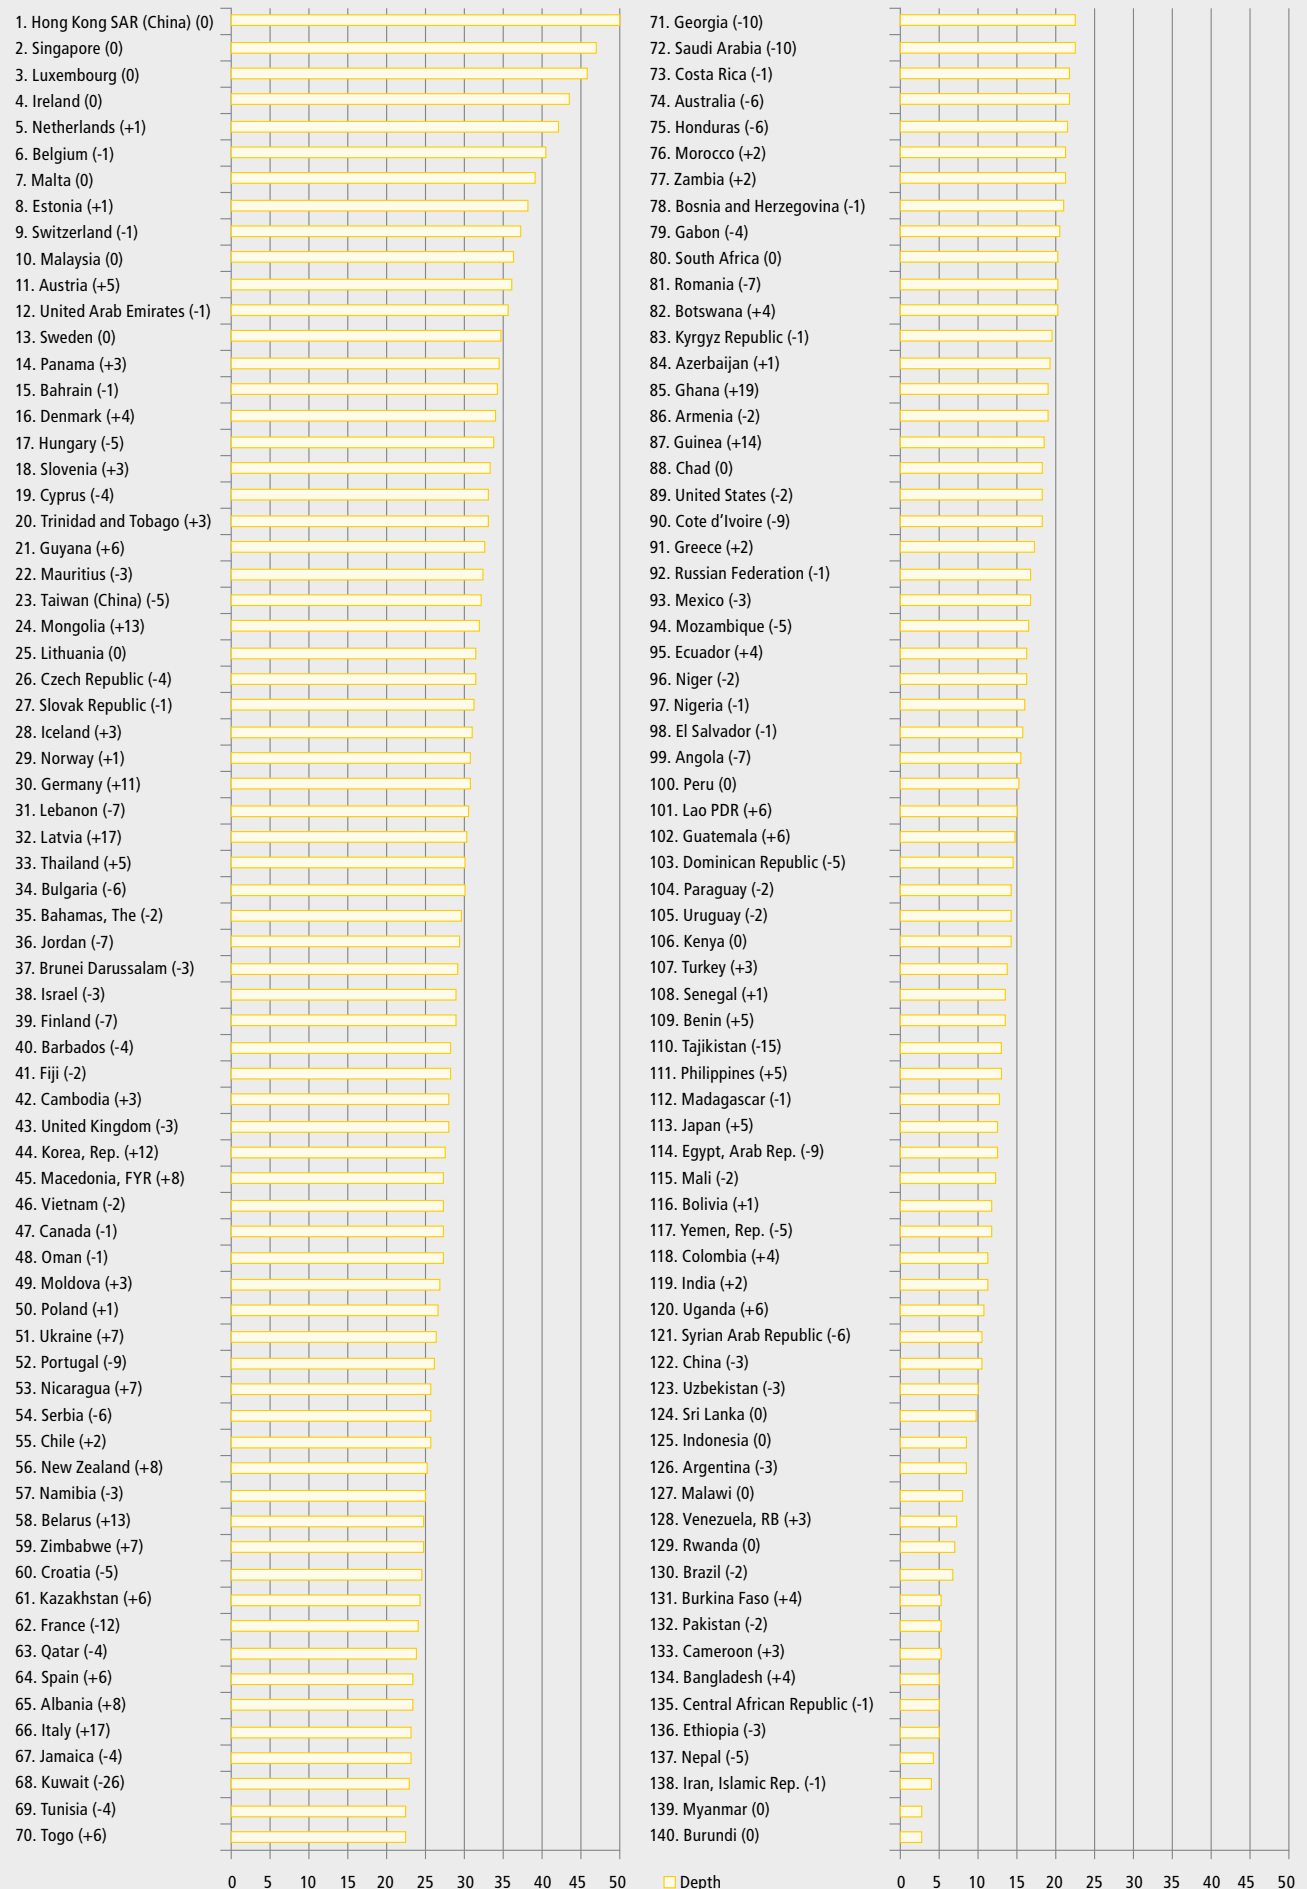 1. Hong Kong SAR (China) (0)
2. Singapore (0)
3. Luxembourg (0)
4. Ireland (0)
5. Netherlands (+1)
6. Belgium (-1)
7. Malta (0)
8. Estonia (+1)
9. Switzerland (-1)
10. Malaysia (0)
11. Austria (+5)
12. United Arab Emirates (-1)
13. Sweden (0)
14. Panama (+3)
15. Bahrain (-1)
16. Denmark (+4)
17. Hungary (-5)
18. Slovenia (+3)
19. Cyprus (-4)
20. Trinidad and Tobago (+3)
21. Guyana (+6)
22. Mauritius (-3)
23. Taiwan (China) (-5)
24. Mongolia (+13)
25. Lithuania (0)
26. Czech Republic (-4)
27. Slovak Republic (-1)
28. Iceland (+3)
29. Norway (+1)
30. Germany (+11)
31. Lebanon (-7)
32. Latvia (+17)
33. Thailand (+5)
34. Bulgaria (-6)
35. Bahamas, The (-2)
36. Jordan (-7)
37. Brunei Darussalam (-3)
38. Israel (-3)
39. Finland (-7)
40. Barbados (-4)
41. Fiji (-2)
42. Cambodia (+3)
43. United Kingdom (-3)
44. Korea, Rep. (+12)
45. Macedonia, FYR (+8)
46. Vietnam (-2)
47. Canada (-1)
48. Oman (-1)
49. Moldova (+3)
50. Poland (+1)
51. Ukraine (+7)
52. Portugal (-9)
53. Nicaragua (+7)
54. Serbia (-6)
55. Chile (+2)
56. New Zealand (+8)
57. Namibia (-3)
58. Belarus (+13)
59. Zimbabwe (+7)
60. Croatia (-5)
61. Kazakhstan (+6)
62. France (-12)
63. Qatar (-4)
64. Spain (+6)
65. Albania (+8)
66. Italy (+17)
67. Jamaica (-4)
68. Kuwait (-26)
69. Tunisia (-4)
70. Togo (+6)
0 5 10 15 20 25 30 35 40 45 50
71. Georgia (-10)
72. Saudi Arabia (-10)
73. Costa Rica (-1)
74. Australia (-6)
75. Honduras (-6)
76. Morocco (+2)
77. Zambia (+2)
78. Bosnia and Herzegovina (-1)
79. Gabon (-4)
80. South Africa (0)
81. Romania (-7)
82. Botswana (+4)
83. Kyrgyz Republic (-1)
84. Azerbaijan (+1)
85. Ghana (+19)
86. Armenia (-2)
87. Guinea (+14)
88. Chad (0)
89. United States (-2)
90. Cote d’Ivoire (-9)
91. Greece (+2)
92. Russian Federation (-1)
93. Mexico (-3)
94. Mozambique (-5)
95. Ecuador (+4)
96. Niger (-2)
97. Nigeria (-1)
98. El Salvador (-1)
99. Angola (-7)
100. Peru (0)
101. Lao PDR (+6)
102. Guatemala (+6)
103. Dominican Republic (-5)
104. Paraguay (-2)
105. Uruguay (-2)
106. Kenya (0)
107. Turkey (+3)
108. Senegal (+1)
109. Benin (+5)
110. Tajikistan (-15)
111. Philippines (+5)
112. Madagascar (-1)
113. Japan (+5)
114. Egypt, Arab Rep. (-9)
115. Mali (-2)
116. Bolivia (+1)
117. Yemen, Rep. (-5)
118. Colombia (+4)
119. India (+2)
120. Uganda (+6)
121. Syrian Arab Republic (-6)
122. China (-3)
123. Uzbekistan (-3)
124. Sri Lanka (0)
125. Indonesia (0)
126. Argentina (-3)
127. Malawi (0)
128. Venezuela, RB (+3)
129. Rwanda (0)
130. Brazil (-2)
131. Burkina Faso (+4)
132. Pakistan (-2)
133. Cameroon (+3)
134. Bangladesh (+4)
135. Central African Republic (-1)
136. Ethiopia (-3)
137. Nepal (-5)
138. Iran, Islamic Rep. (-1)
139. Myanmar (0)
140. Burundi (0)
Depth
0 5 10 15 20 25 30 35 40 45 50